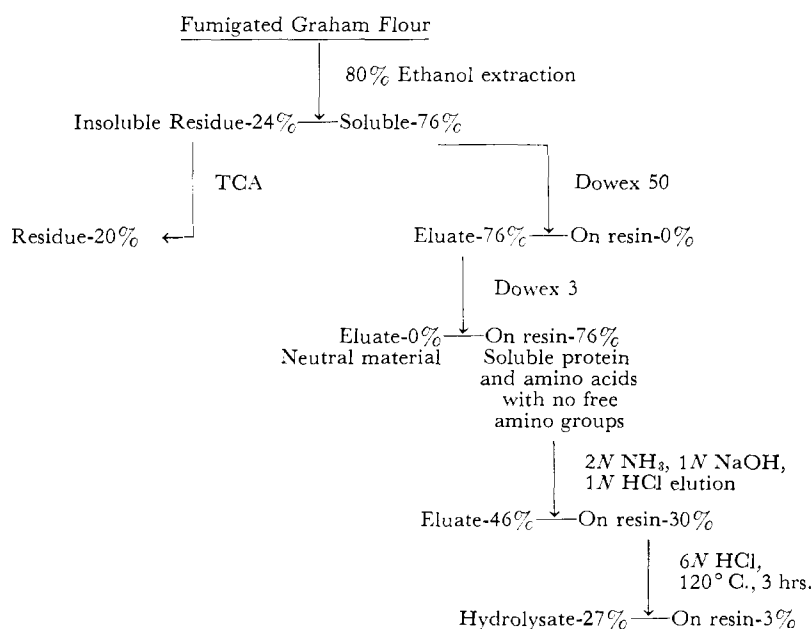 Fumigated Graham Flour
80% Ethanol extraction
Insoluble Residue-24% Soluble-76%
TCA
Dowex 50
Residue-20% ←
Eluate-76% On resin-0%
Dowex 3
Eluate-0% On resin-76%
Neutral material Soluble protein
and amino acids
with no free
amino groups
2N NH₃, 1N NaOH,
1N HCl elution
Eluate-46% On resin-30%
6N HCl,
120° C., 3 hrs.
Hydrolysate-27% On resin-3%